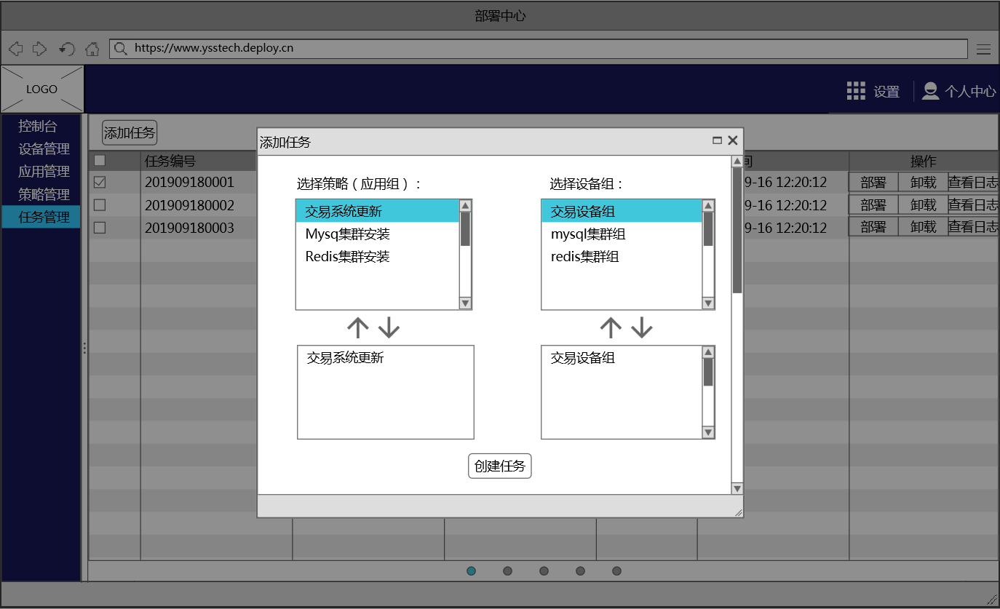 部署中心
https://www.ysstech.deploy.cn
LOGO
设置
个人中心
控制台
设备管理
应用管理
策略管理
任务管理
添加任务
任务编号
间
操作
201909180001
9-16 12:20:12
部署
卸载
查看日志
201909180002
9-16 12:20:12
部署
卸载
查看日志
201909180003
9-16 12:20:12
部署
卸载
查看日志
添加任务
选择策略（应用组）：
交易系统更新
Mysq集群安装
Redis集群安装
交易系统更新
选择设备组：
交易设备组
mysql集群组
redis集群组
交易设备组
创建任务